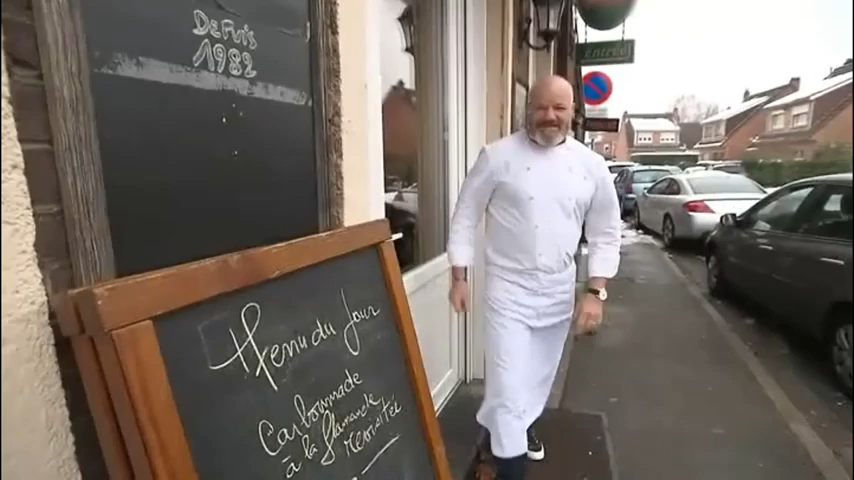 Depuis
1982
Entrée
Menu du Jour
Carbonnade
à la flamande
Revisitée